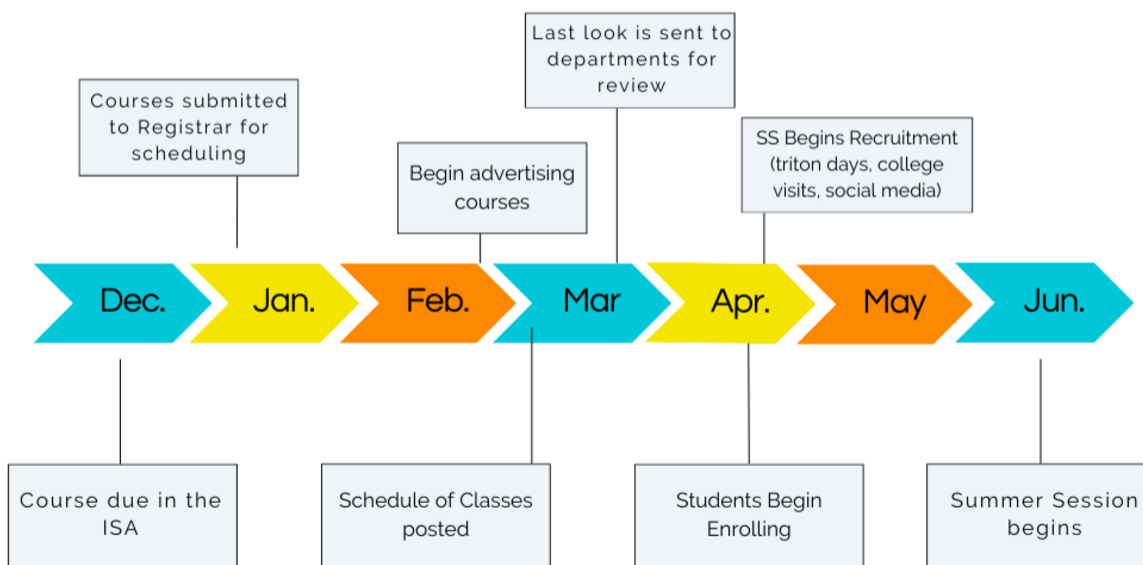 Last look is sent to
departments for
review
Courses submitted
to Registrar for
scheduling
SS Begins Recruitment
(triton days, college
visits, social media)
Begin advertising
courses
Dec.
Jan.
Feb.
Mar
Apr.
May
Jun.
Course due in the
ISA
Schedule of Classes
posted
Students Begin
Enrolling
Summer Session
begins